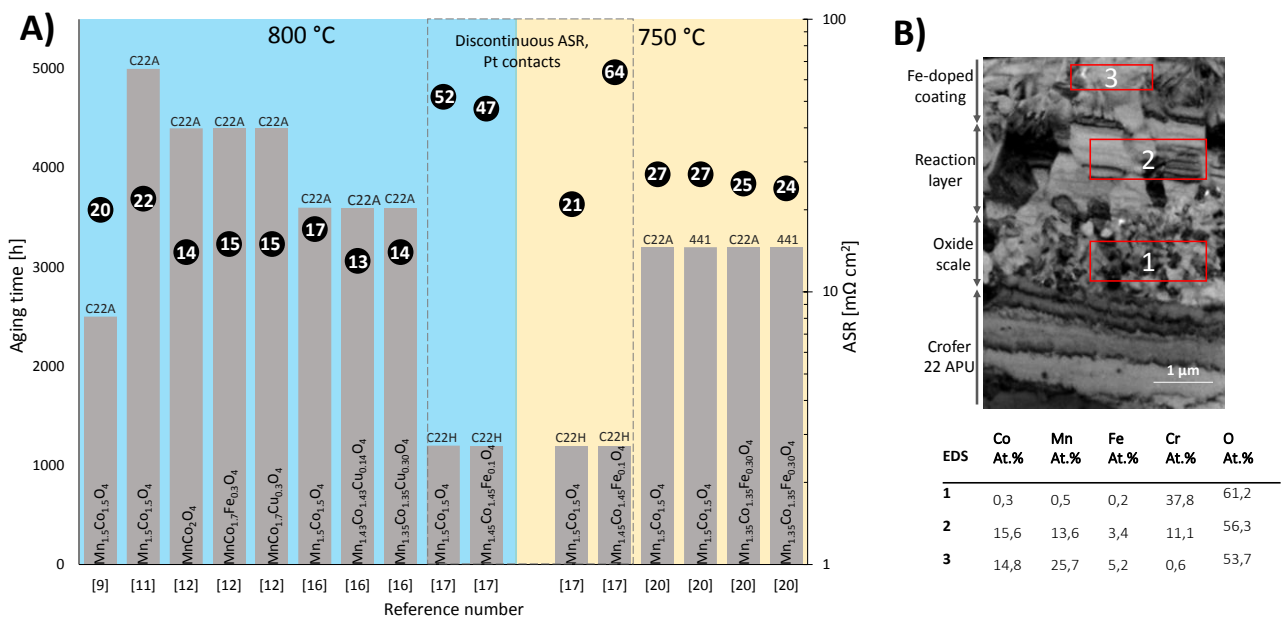 A)
800 °C
750 °C
Discontinuous ASR,
Pt contacts
Aging time [h]
5000
4000
3000
2000
1000
0
C22A
C22A
C22A
C22A
C22A
C22A
C22A
C22A
C22H
C22H
C22H
C22H
C22A
441
C22A
441
20
22
14
15
15
17
13
14
52
47
21
64
27
27
25
24
Mn1.5Co1.5O4
Mn1.5Co1.5O4
MnCo2O4
MnCo1.7Fe0.3O4
MnCo1.7Cu0.3O4
Mn1.5Co1.5O4
Mn1.43Co1.43Cu0.14O4
Mn1.35Co1.35Cu0.30O4
Mn1.5Co1.5O4
Mn1.45Co1.45Fe0.1O4
Mn1.5Co1.5O4
Mn1.45Co1.45Fe0.1O4
Mn1.5Co1.5O4
Mn1.5Co1.5O4
Mn1.35Co1.35Fe0.30O4
Mn1.35Co1.35Fe0.30O4
[9] [11] [12] [12] [12] [16] [16] [16] [17] [17] [17] [17] [20] [20] [20] [20]
Reference number
100
10
1
ASR [mΩ cm2]
B)
Fe-doped
coating
Reaction
layer
Oxide
scale
Crofer
22 APU
3
2
1
1 µm
EDS Co At.% Mn At.% Fe At.% Cr At.% O At.%
1 0,3 0,5 0,2 37,8 61,2
2 15,6 13,6 3,4 11,1 56,3
3 14,8 25,7 5,2 0,6 53,7